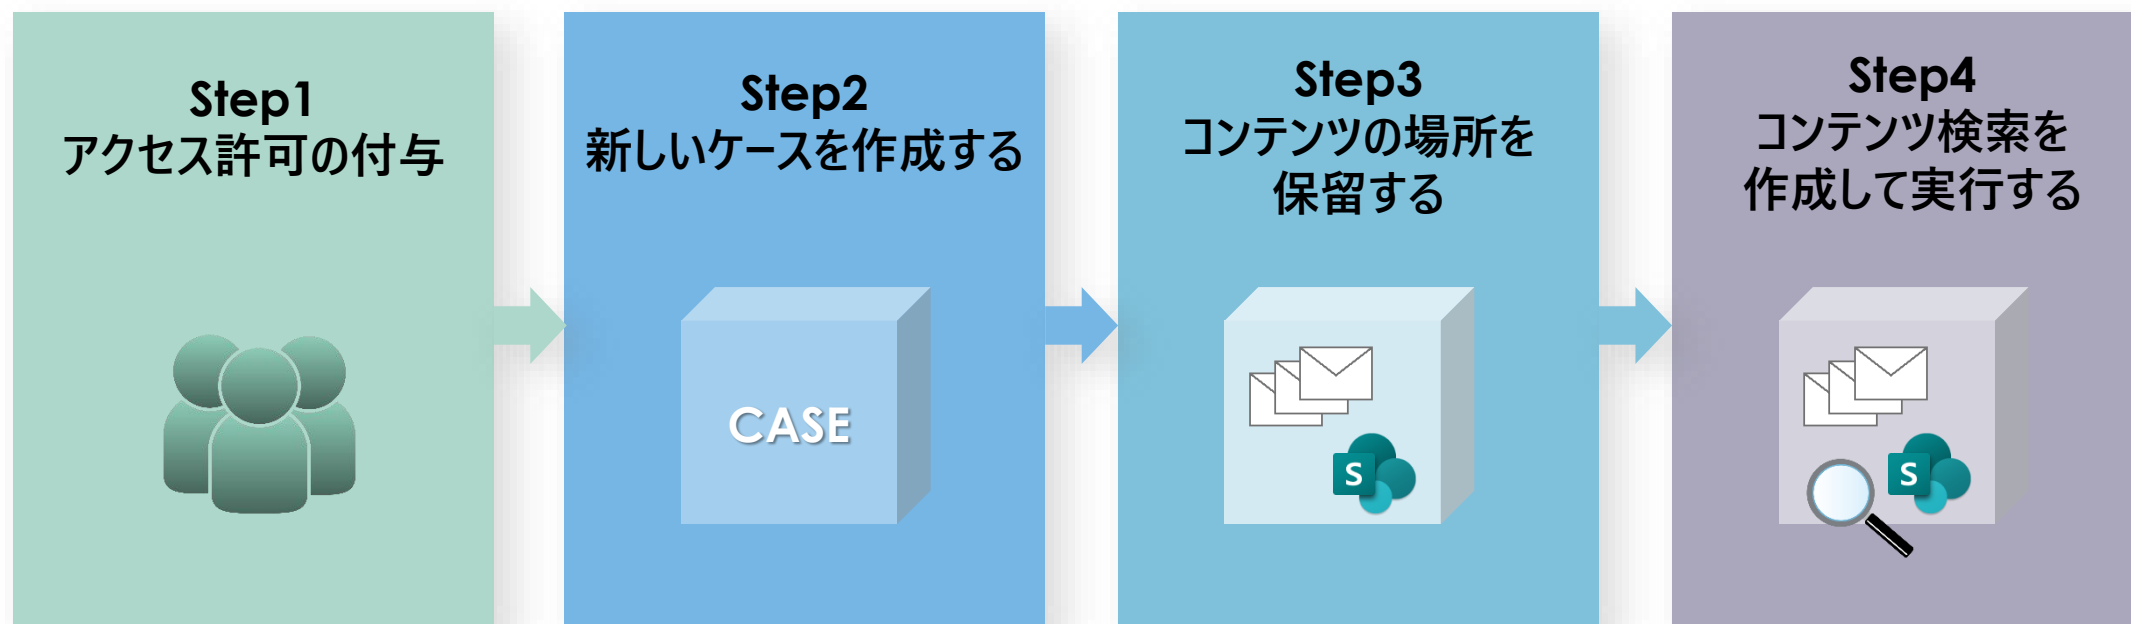 Step1
アクセス許可の付与
Step2
新しいケースを作成する
CASE
Step3
コンテンツの場所を
保留する
S
Step4
コンテンツ検索を
作成して実行する
S